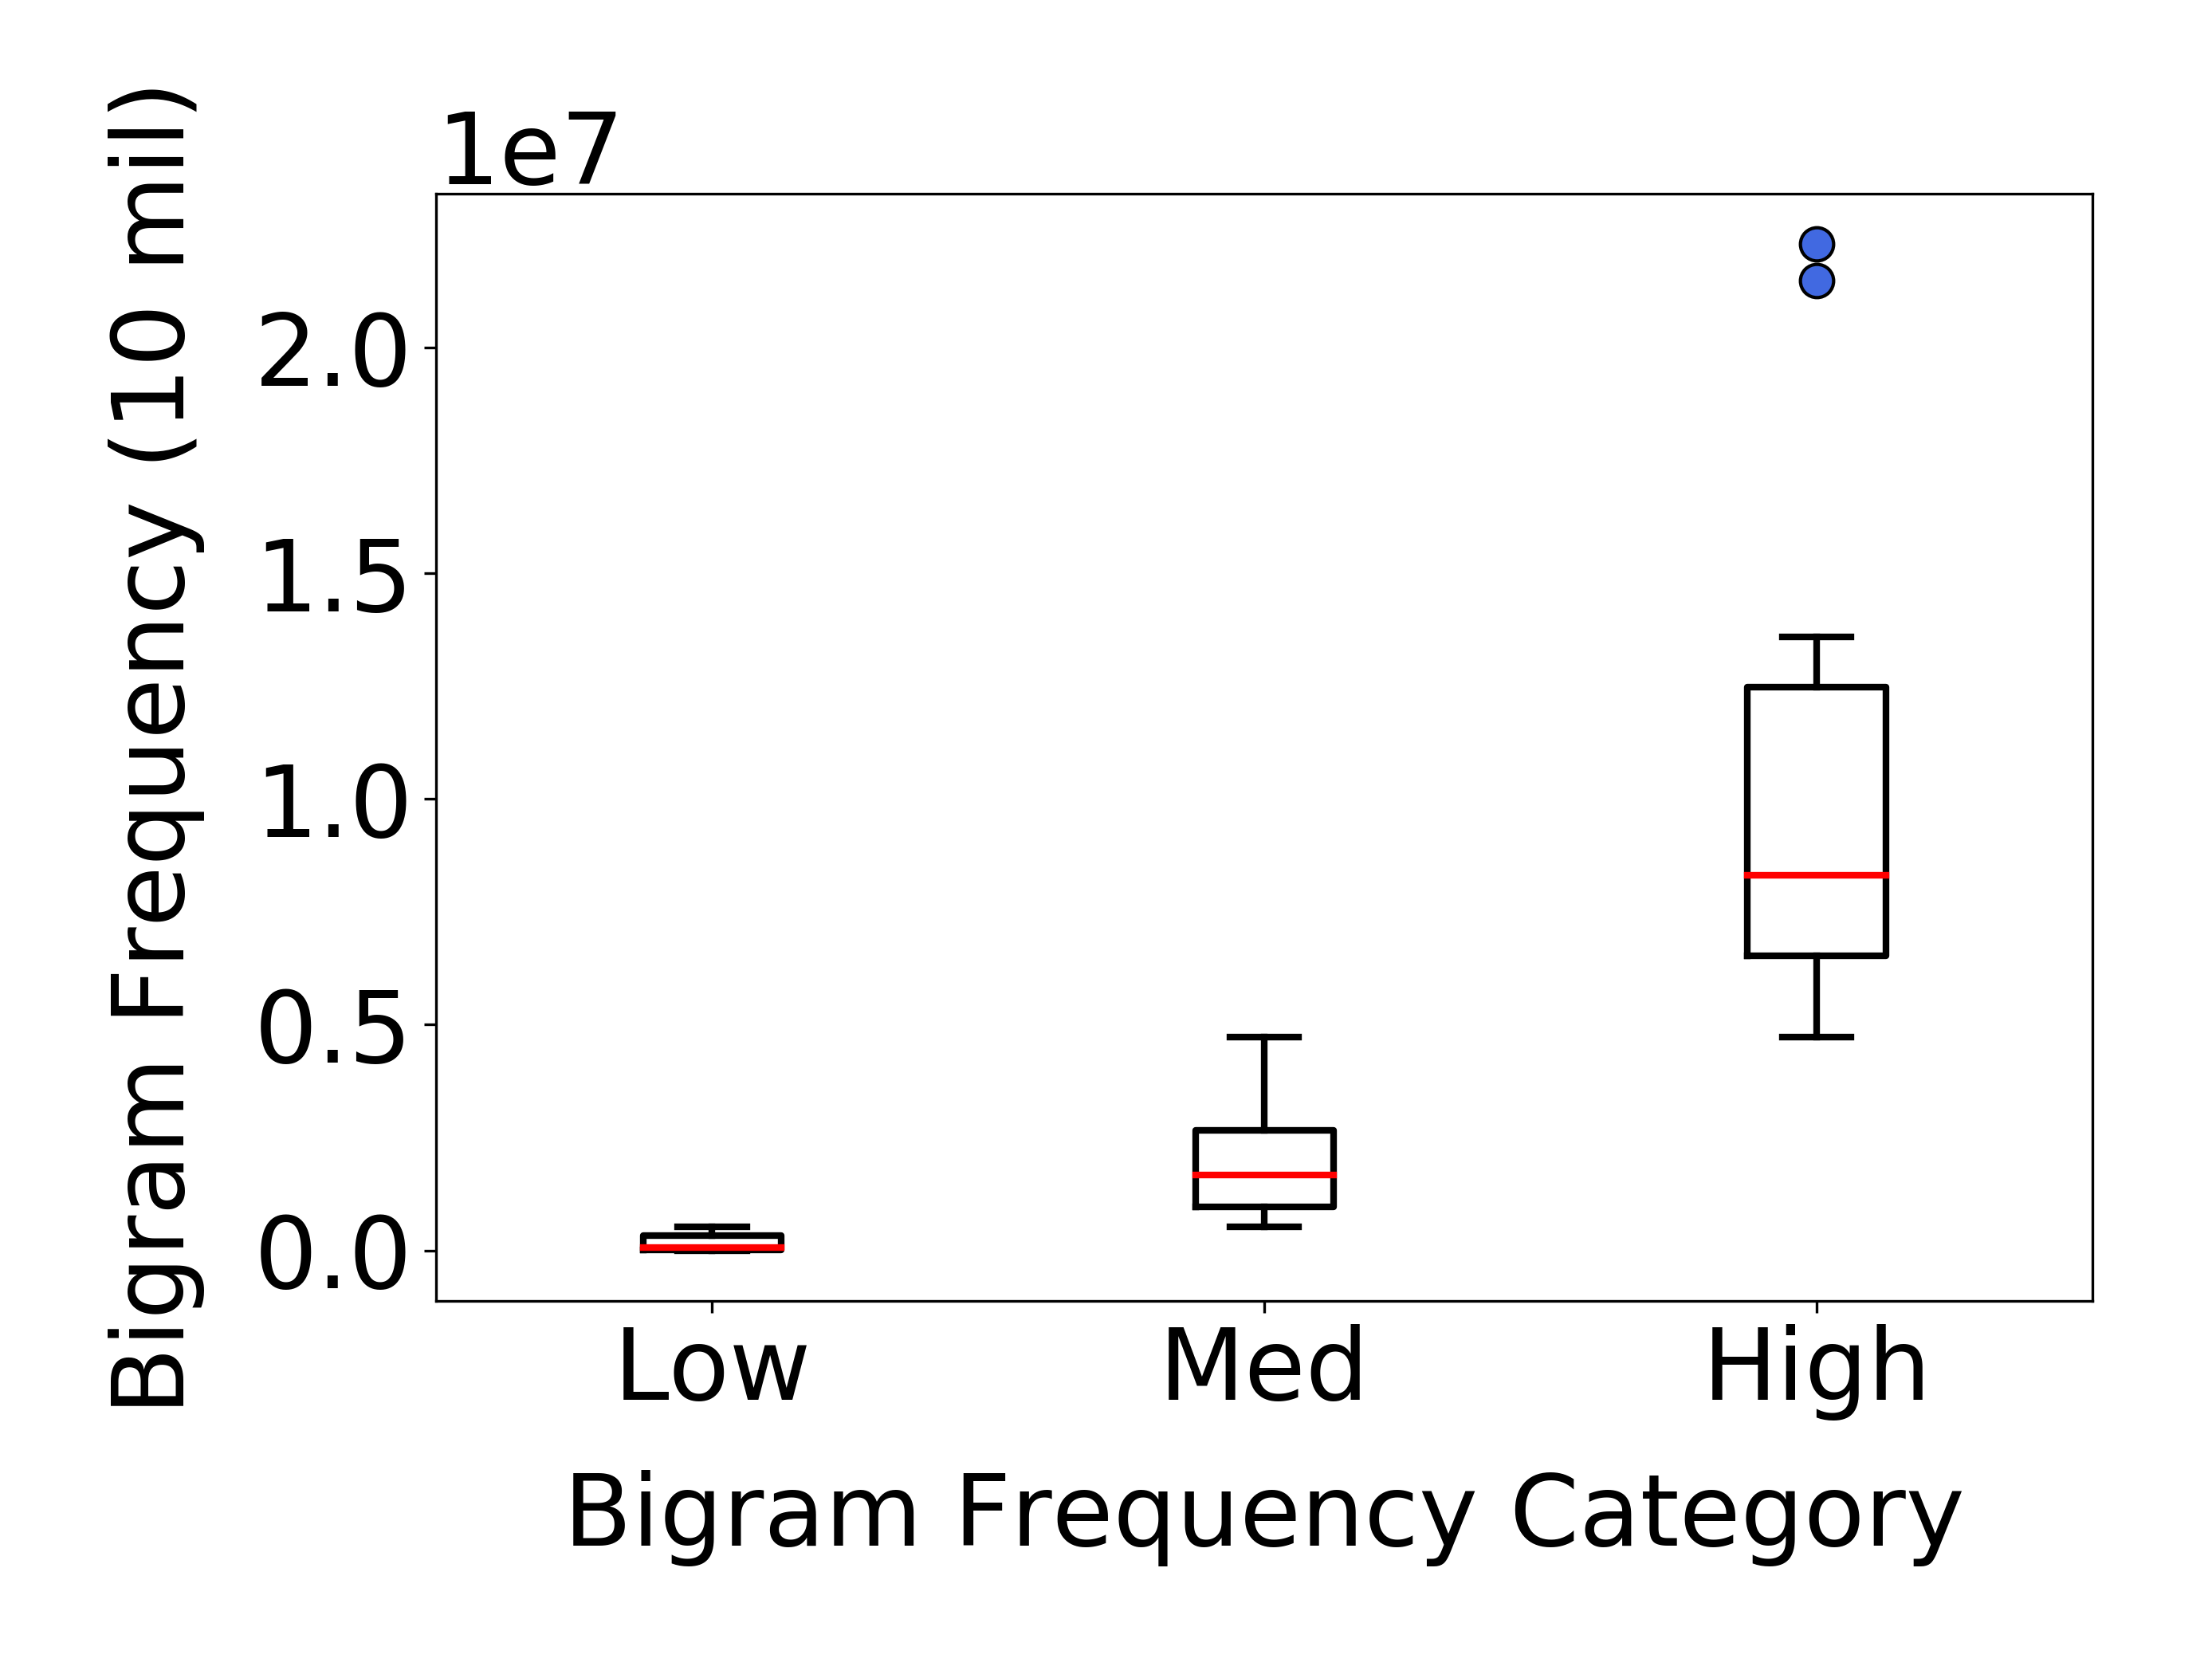 1e7
Bigram Frequency (10 mil)
2.0
1.5
1.0
0.5
0.0
Low Med High
Bigram Frequency Category